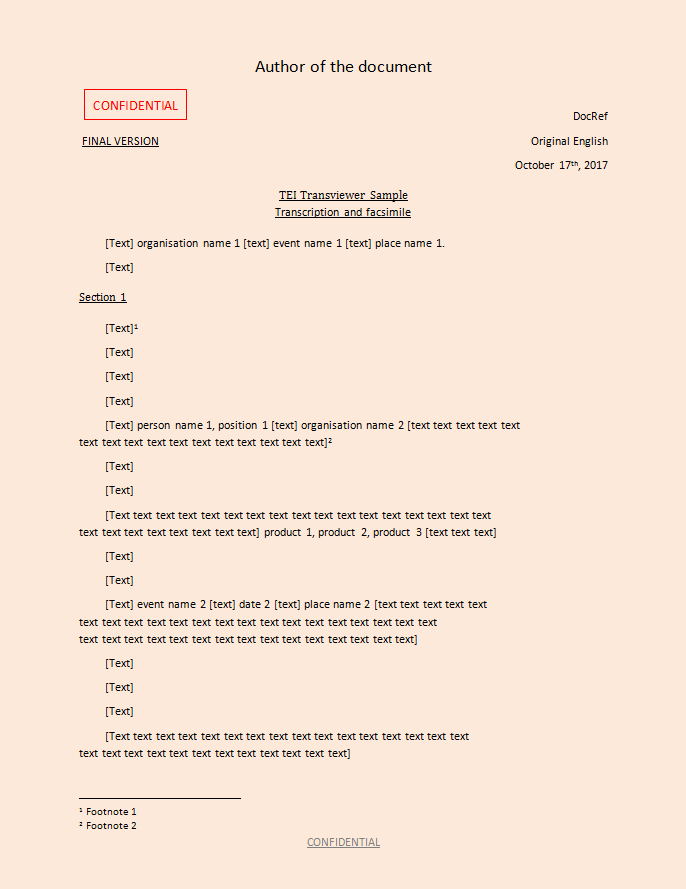 Author of the document
CONFIDENTIAL
DocRef
FINAL VERSION
Original English
October 17th, 2017
TEI Transviewer Sample
Transcription and facsimile
[Text] organisation name 1 [text] event name 1 [text] place name 1.
[Text]
Section 1
[Text]¹
[Text]
[Text]
[Text]
[Text] person name 1, position 1 [text] organisation name 2 [text text text text text
text text text text text text text text text text text]²
[Text]
[Text]
[Text text text text text text text text text text text text text text text text text
text text text text text text text text] product 1, product 2, product 3 [text text text]
[Text]
[Text]
[Text] event name 2 [text] date 2 [text] place name 2 [text text text text text
text text text text text text text text text text text text text text text text
text text text text text text text text text text text text text text text]
[Text]
[Text]
[Text]
[Text text text text text text text text text text text text text text text text
text text text text text text text text text text text text]
¹ Footnote 1
² Footnote 2
CONFIDENTIAL